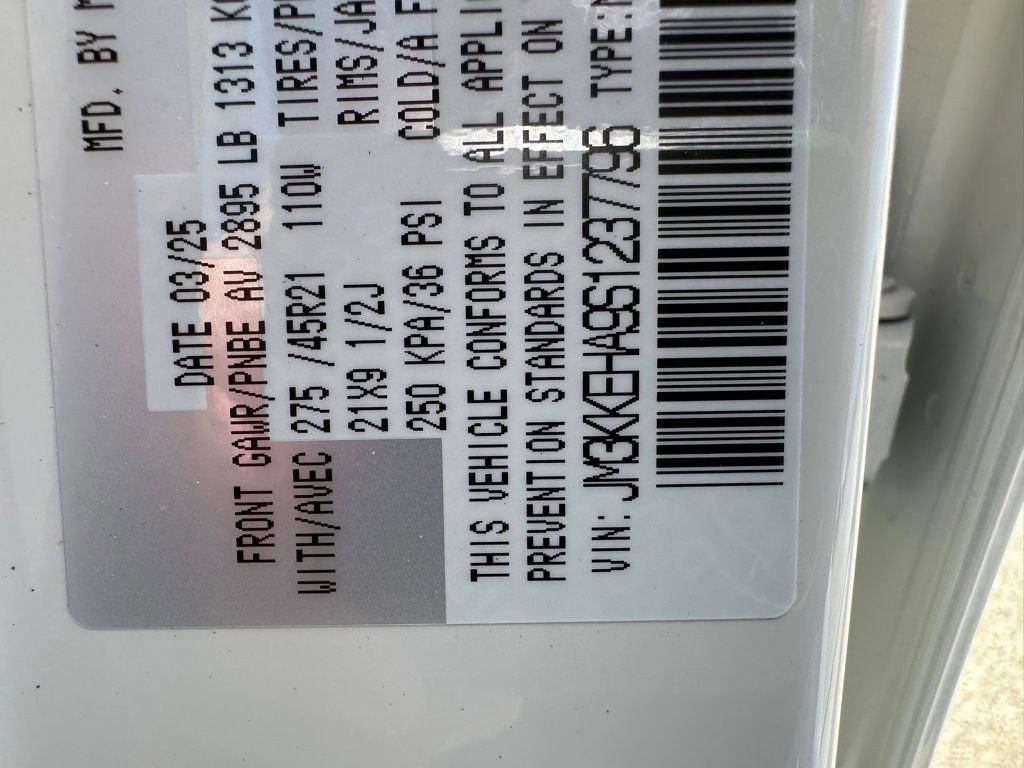 MFD. BY M
DATE 03/25
FRONT GAWR/PNBE AV 2895 LB 1313 K
WITH/AVEC 275 /45R21 110W TIRES/P
21X9 1/2J RIMS/JA
250 KPA/36 PSI COLD/A F
THIS VEHICLE CONFORMS TO ALL APPLIC
PREVENTION STANDARDS IN EFFECT ON
VIN: JM3KKEHA9S1237796 TYPE: